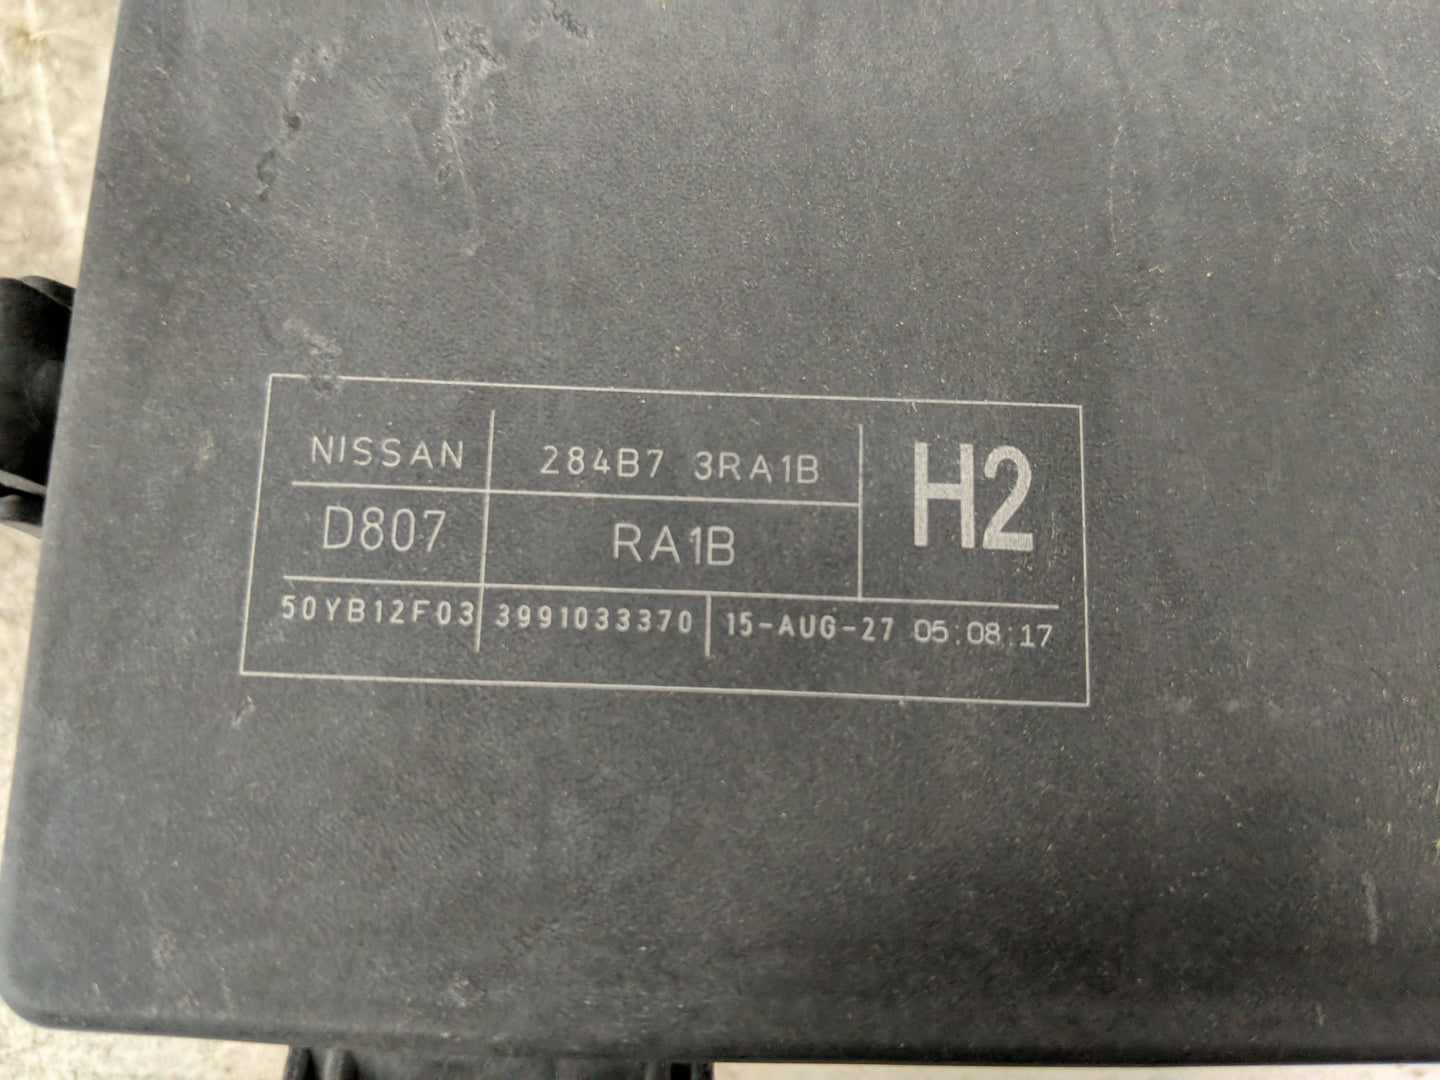 NISSAN 284B7 3RA1B H2
D807 RA1B
50YB12F03 3991033370 15-AUG-27 05:08:17